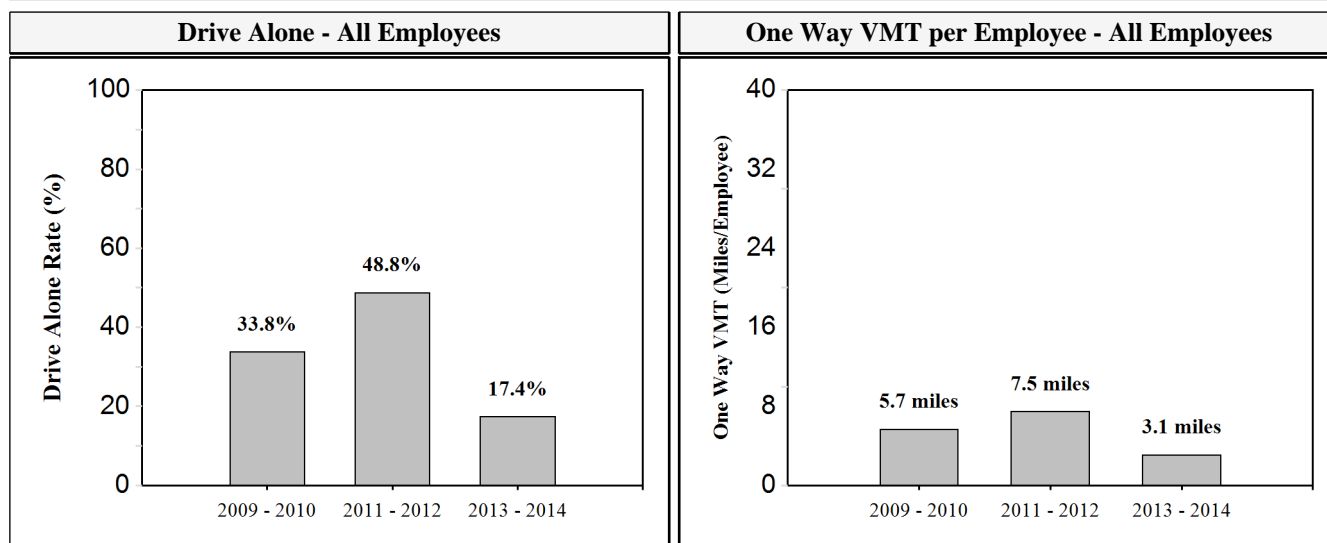 Drive Alone - All Employees
One Way VMT per Employee - All Employees
Drive Alone Rate (%)
100
80
60
40
20
0
33.8%
48.8%
17.4%
2009 - 2010
2011 - 2012
2013 - 2014
One Way VMT (Miles/Employee)
40
32
24
16
8
0
5.7 miles
7.5 miles
3.1 miles
2009 - 2010
2011 - 2012
2013 - 2014